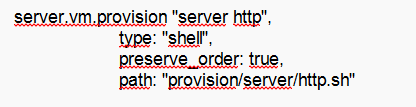 server.vm.provision "server http",
type: "shell",
preserve_order: true,
path: "provision/server/http.sh"